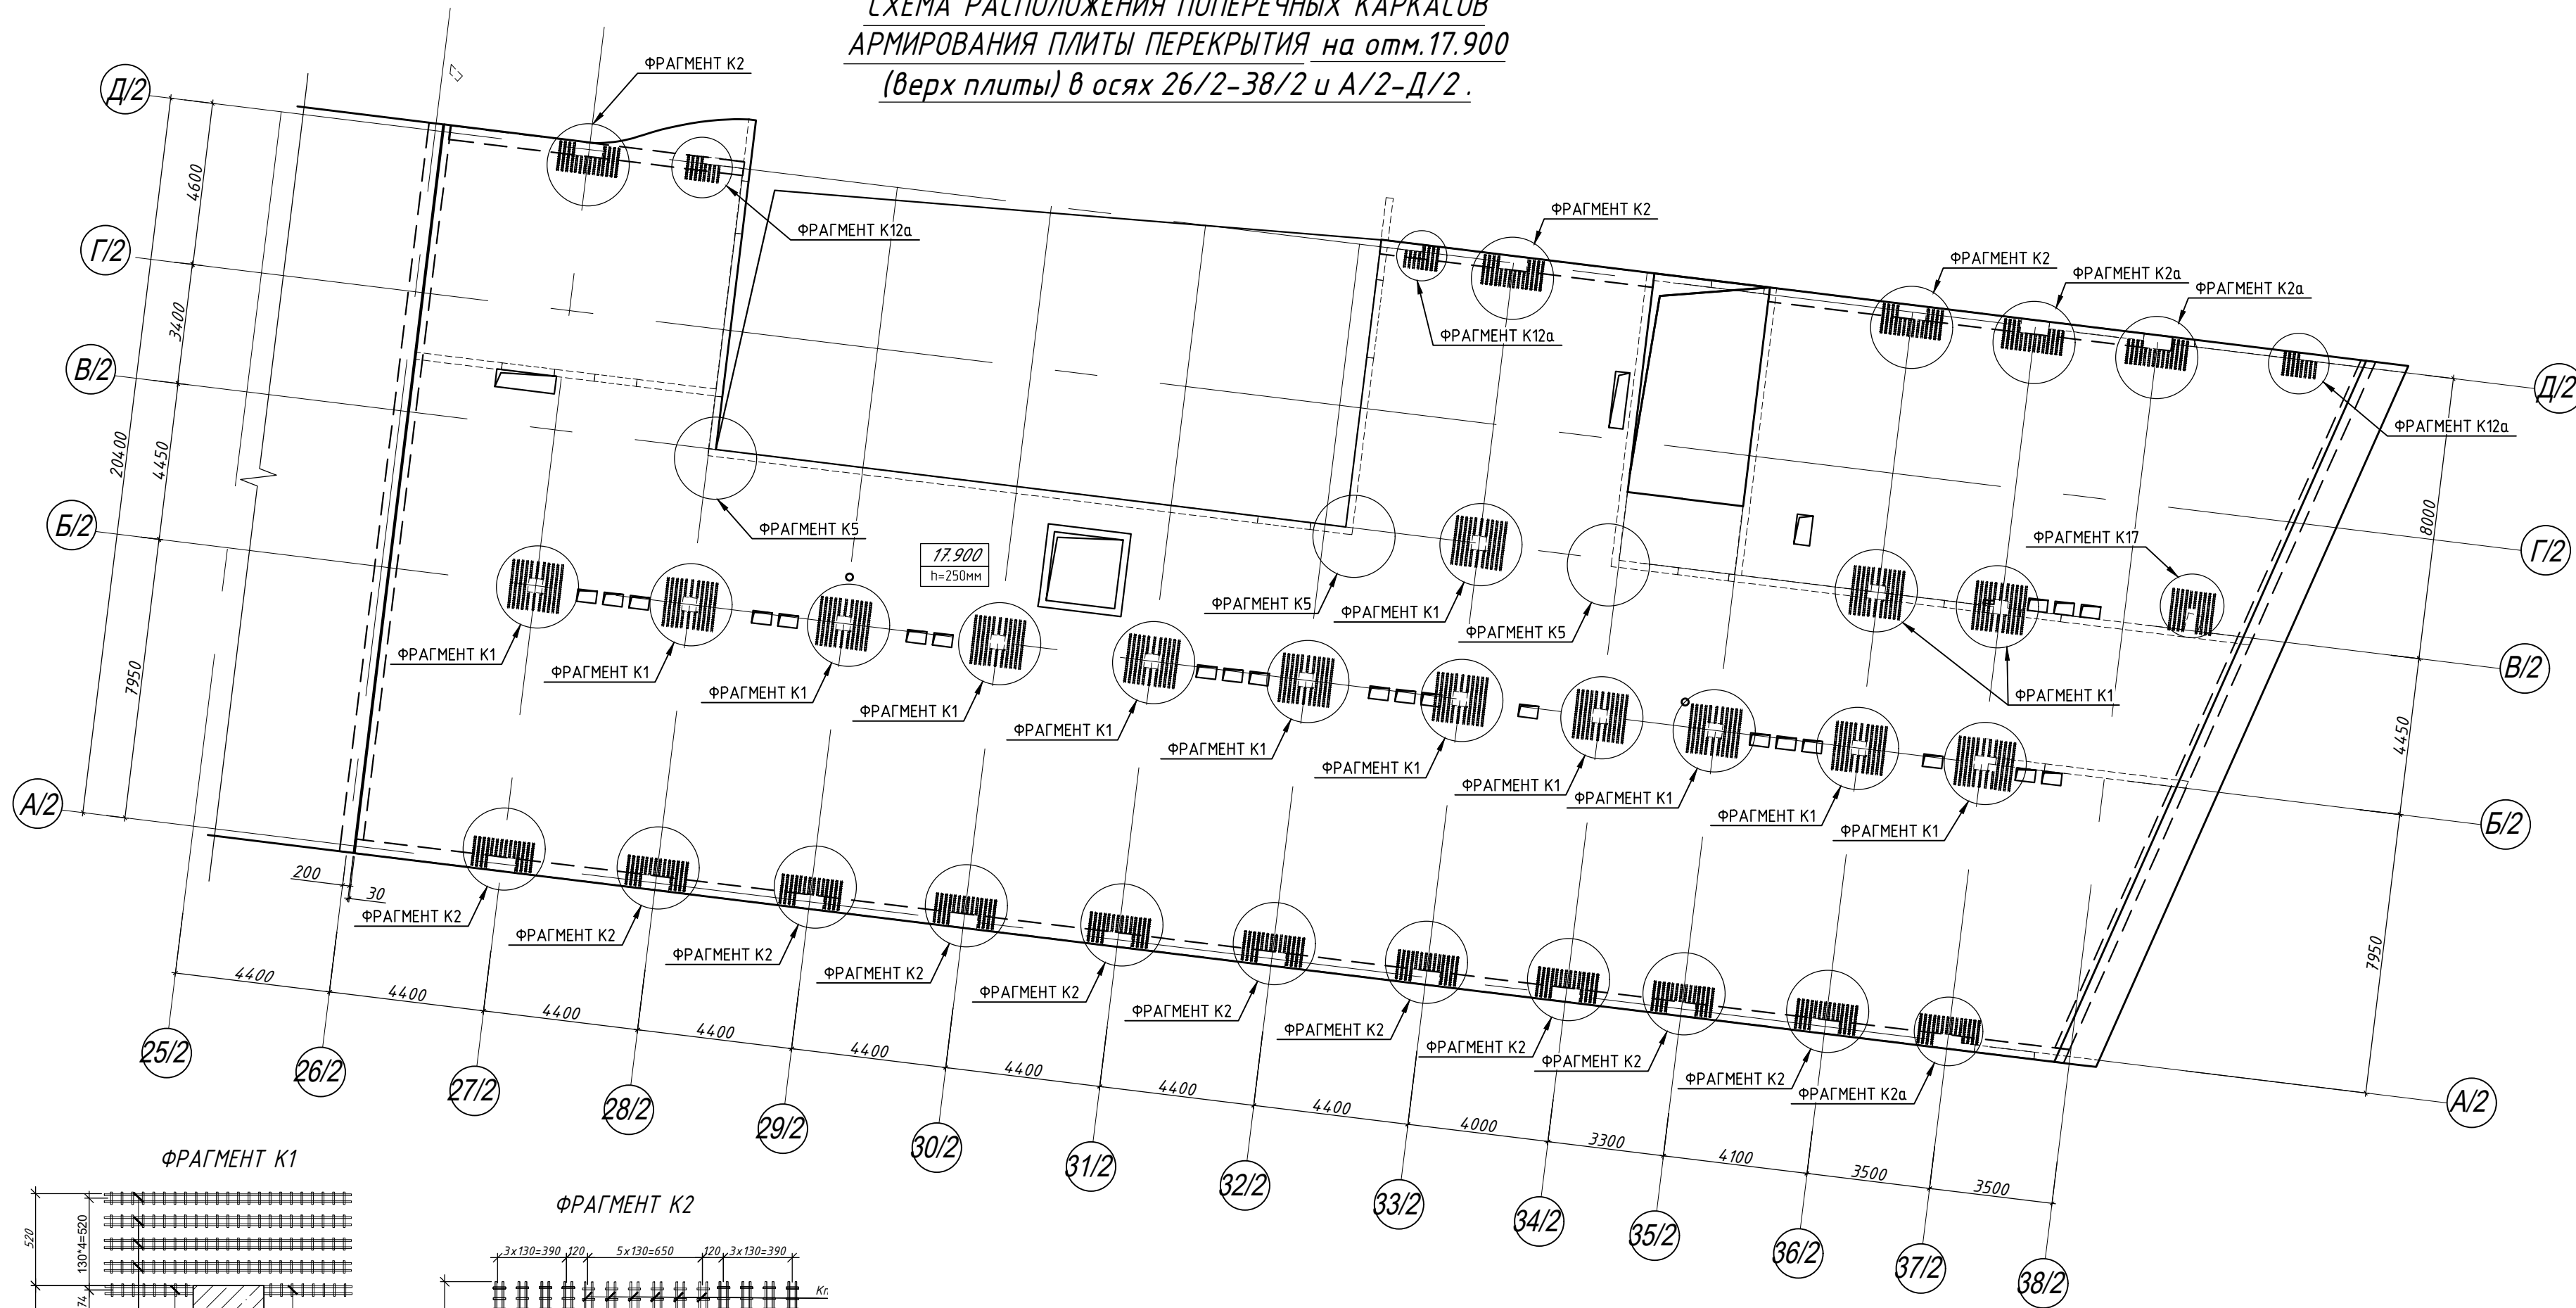 СХЕМА РАСПОЛОЖЕНИЯ ПОПЕРЕЧНЫХ КАРКАСОВ
АРМИРОВАНИЯ ПЛИТЫ ПЕРЕКРЫТИЯ на отм.17.900
(верх плиты) в осях 26/2-38/2 и А/2-Д/2 .
ФРАГМЕНТ К2
Д/2
4600
ФРАГМЕНТ К12а
ФРАГМЕНТ К2
Г/2
ФРАГМЕНТ К2
ФРАГМЕНТ К2а
ФРАГМЕНТ К2а
3400
ФРАГМЕНТ К12а
В/2
Д/2
ФРАГМЕНТ К12а
20400
4450
Б/2
ФРАГМЕНТ К5
8000
17.900
h=250мм
ФРАГМЕНТ К17
Г/2
ФРАГМЕНТ К5
ФРАГМЕНТ К1
ФРАГМЕНТ К5
ФРАГМЕНТ К1
ФРАГМЕНТ К1
ФРАГМЕНТ К1
ФРАГМЕНТ К1
ФРАГМЕНТ К1
ФРАГМЕНТ К1
ФРАГМЕНТ К1
ФРАГМЕНТ К1
ФРАГМЕНТ К1
ФРАГМЕНТ К1
ФРАГМЕНТ К1
ФРАГМЕНТ К1
В/2
7950
4450
А/2
Б/2
200
30
ФРАГМЕНТ К2
ФРАГМЕНТ К2
ФРАГМЕНТ К2
ФРАГМЕНТ К2
ФРАГМЕНТ К2
ФРАГМЕНТ К2
ФРАГМЕНТ К2
ФРАГМЕНТ К2
ФРАГМЕНТ К2
ФРАГМЕНТ К2
ФРАГМЕНТ К2а
7950
А/2
4400
4400
4400
4400
4400
4400
4400
4400
4000
3300
4100
3500
3500
25/2
26/2
27/2
28/2
29/2
30/2
31/2
32/2
33/2
34/2
35/2
36/2
37/2
38/2
ФРАГМЕНТ К1
520
130*4=520
74
ФРАГМЕНТ К2
3х130=390
120
5х130=650
120
3х130=390